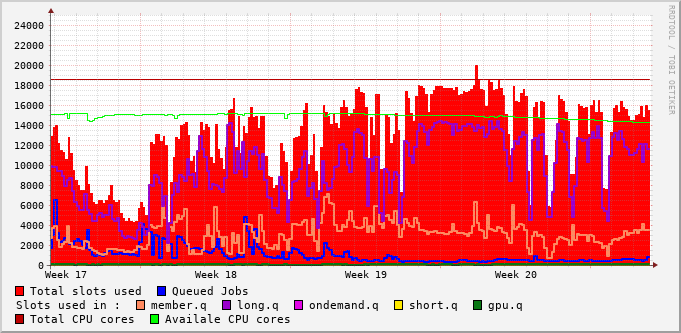 RRDTOOL / TOBI OETIKER
24000
22000
20000
18000
16000
14000
12000
10000
8000
6000
4000
2000
0
Week 17 Week 18 Week 19 Week 20
Total slots used Queued Jobs
Slots used in : member.q long.q ondemand.q short.q gpu.q
Total CPU cores Availale CPU cores